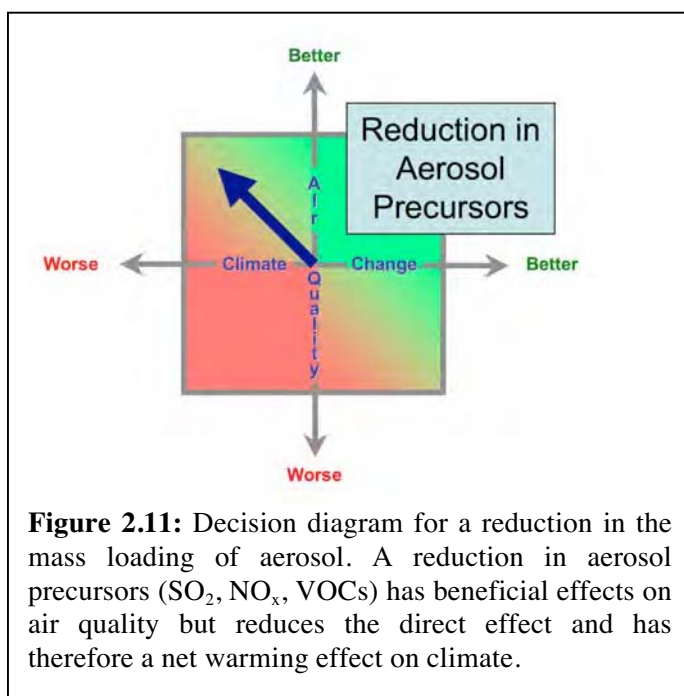 Better
Reduction in
Aerosol
Precursors
Air
Worse
Climate
Change
Better
Quality
Worse
Figure 2.11: Decision diagram for a reduction in the
mass loading of aerosol. A reduction in aerosol
precursors (SO₂, NOₓ, VOCs) has beneficial effects on
air quality but reduces the direct effect and has
therefore a net warming effect on climate.